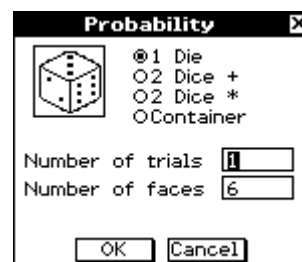 Probability
1 Die
2 Dice +
2 Dice *
Container
Number of trials 1
Number of faces 6
OK Cancel